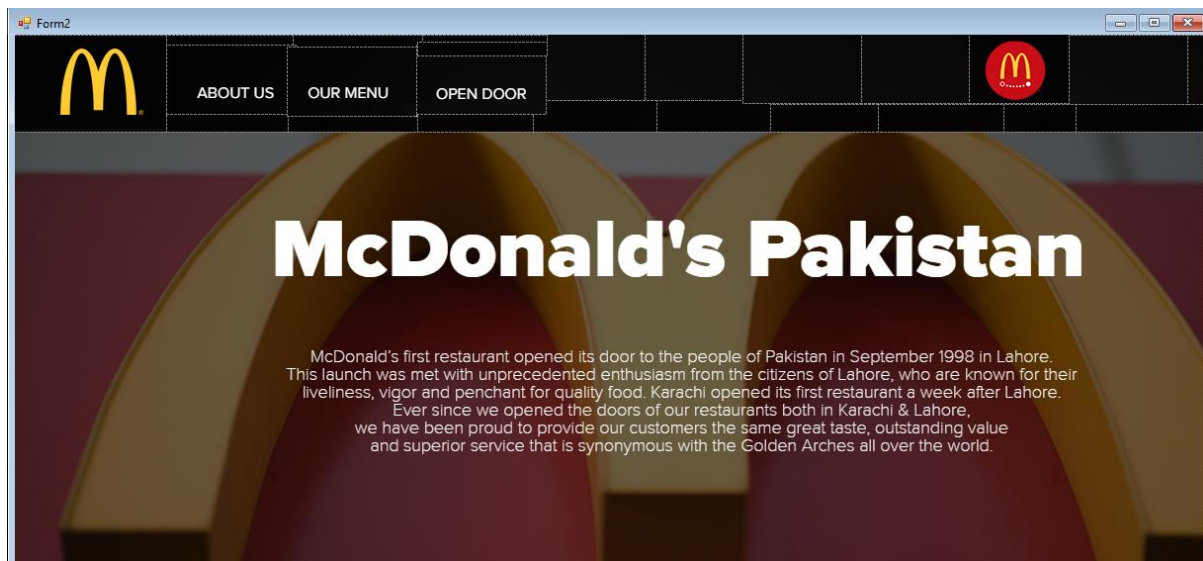 Form2
ABOUT US
OUR MENU
OPEN DOOR
McDonald's Pakistan
McDonald’s first restaurant opened its door to the people of Pakistan in September 1998 in Lahore.
This launch was met with unprecedented enthusiasm from the citizens of Lahore, who are known for their
liveliness, vigor and penchant for quality food. Karachi opened its first restaurant a week after Lahore.
Ever since we opened the doors of our restaurants both in Karachi & Lahore,
we have been proud to provide our customers the same great taste, outstanding value
and superior service that is synonymous with the Golden Arches all over the world.